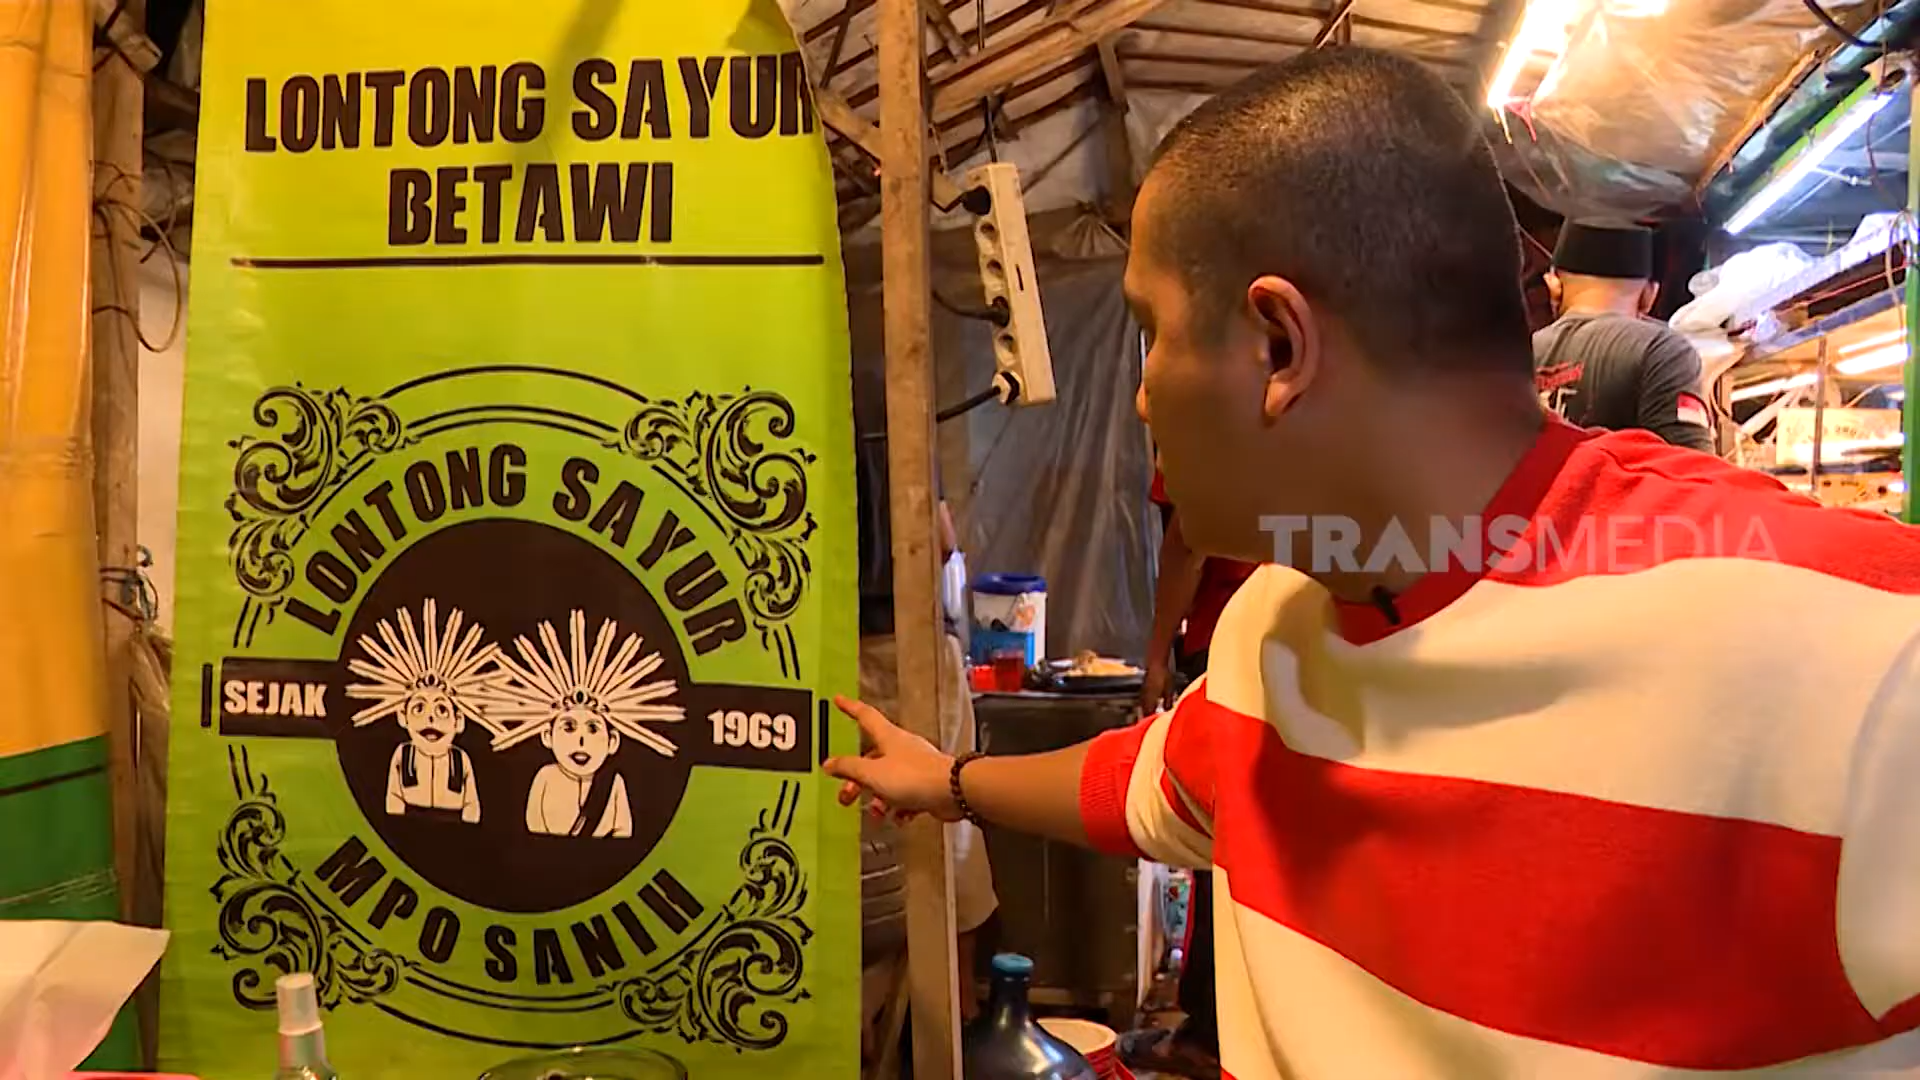 LONTONG SAYUR
BETAWI
LONTONG SAYUR
SEJAK 1969
MPO SANIH
TRANSMEDIA